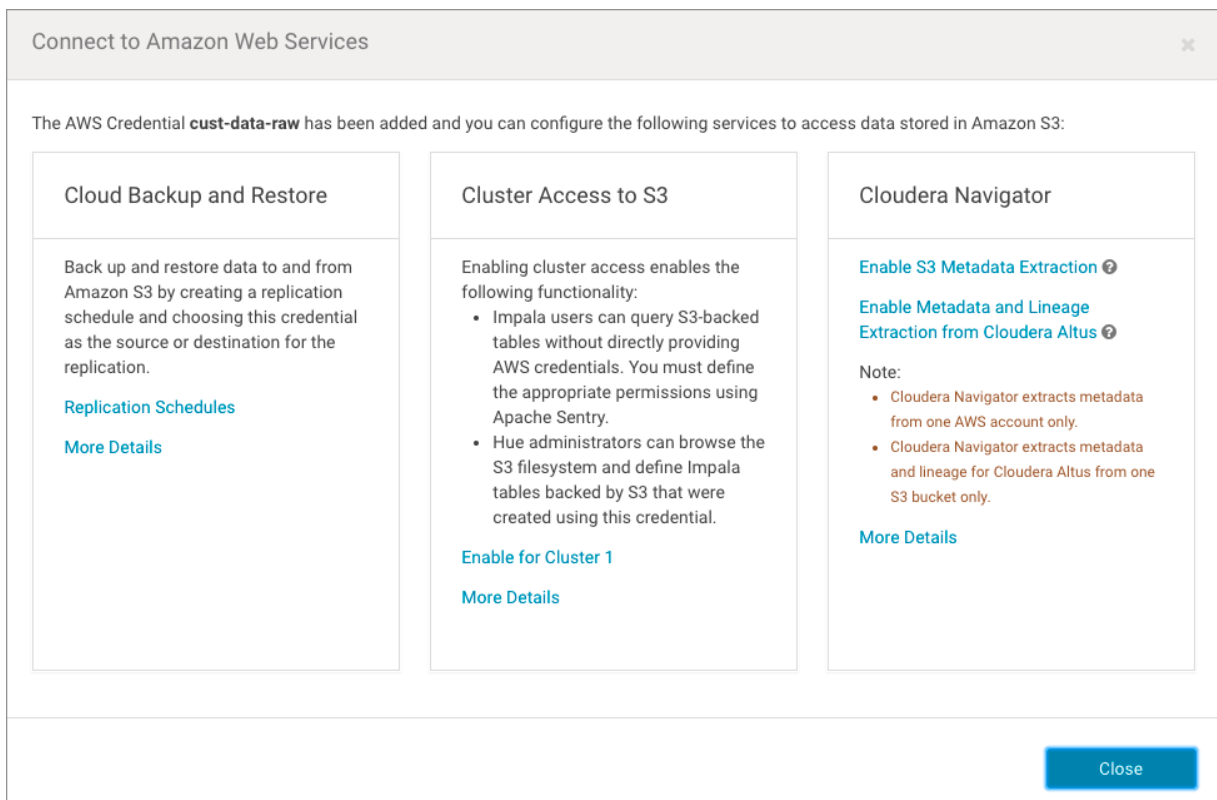 Connect to Amazon Web Services
The AWS Credential cust-data-raw has been added and you can configure the following services to access data stored in Amazon S3:
Cloud Backup and Restore
Back up and restore data to and from
Amazon S3 by creating a replication
schedule and choosing this credential
as the source or destination for the
replication.
Replication Schedules
More Details
Cluster Access to S3
Enabling cluster access enables the
following functionality:
• Impala users can query S3-backed
tables without directly providing
AWS credentials. You must define
the appropriate permissions using
Apache Sentry.
• Hue administrators can browse the
S3 filesystem and define Impala
tables backed by S3 that were
created using this credential.
Enable for Cluster 1
More Details
Cloudera Navigator
Enable S3 Metadata Extraction
Enable Metadata and Lineage
Extraction from Cloudera Altus
Note:
• Cloudera Navigator extracts metadata
from one AWS account only.
• Cloudera Navigator extracts metadata
and lineage for Cloudera Altus from one
S3 bucket only.
More Details
Close